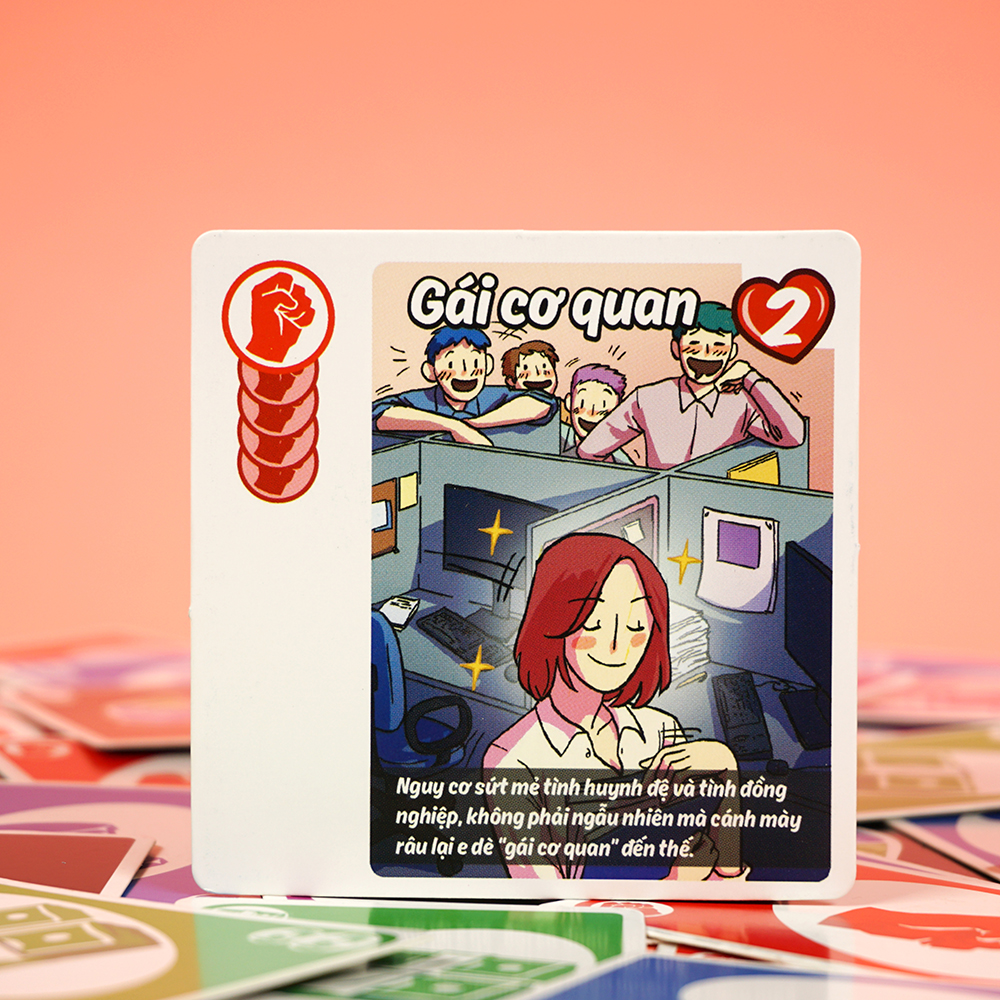 Gái cơ quan
2
Nguy cơ sứt mẻ tình huynh đệ và tình đồng
nghiệp, không phải ngẫu nhiên mà cánh mày
râu lại e dè "gái cơ quan" đến thế.